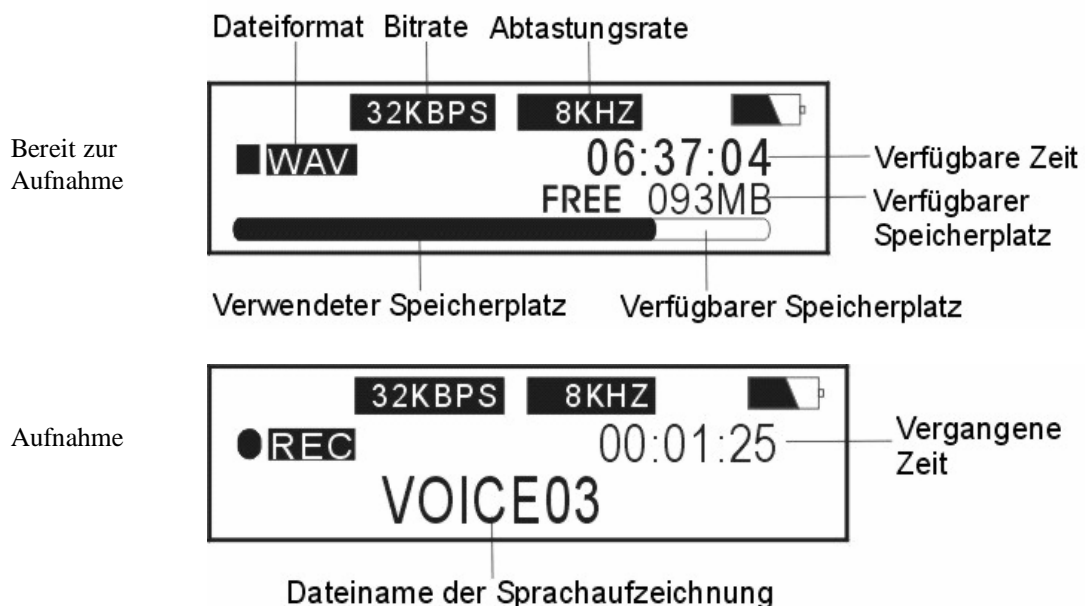 Dateiformat Bitrate Abtastungsrate
32KBPS 8KHZ
Bereit zur
Aufnahme
WAV 06:37:04
Verfügbare Zeit
FREE 093MB
Verfügbarer
Speicherplatz
Verwendeter Speicherplatz Verfügbarer Speicherplatz
32KBPS 8KHZ
Aufnahme
REC 00:01:25
Vergangene
Zeit
VOICE03
Dateiname der Sprachaufzeichnung